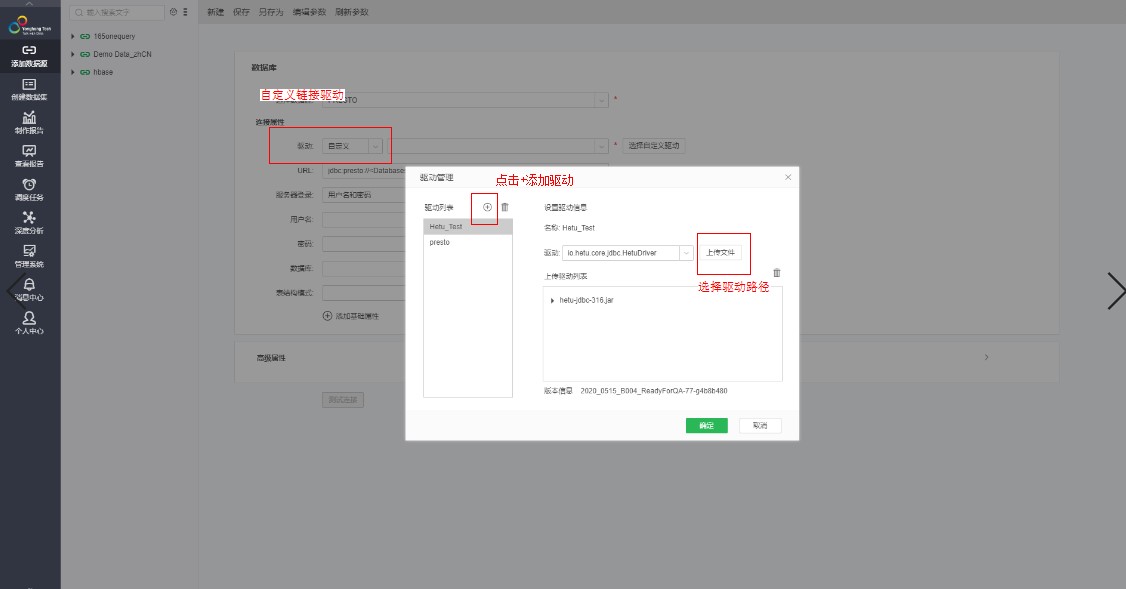 Yonghong Tech
输入搜索文字
新建 保存 另存为 编辑参数 刷新参数
添加数据源
创建数据集
制作报告
查看报告
调度任务
深度分析
管理系统
消息中心
个人中心
165onequery
Demo Data_zhCN
hbase
数据库
自定义链接驱动
PRESTO *
连接属性
驱动: 自定义 * 选择自定义驱动
URL: jdbc:presto://<Database
服务器登录: 用户名和密码
用户名:
密码:
数据库:
表结构模式:
添加基础属性
高级属性
测试连接
驱动管理
点击+添加驱动
驱动列表
Hetu_Test
presto
设置驱动信息
名称: Hetu_Test
驱动: io.hetu.core.jdbc.HetuDriver 上传文件
上传驱动列表
选择驱动路径
hetu-jdbc-316.jar
版本信息 2020_0515_B004_ReadyForQA-77-g4b8b480
确定 取消